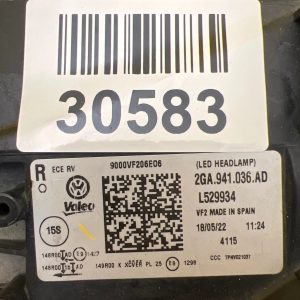 30583
R ECE RV 9000VF206E06 (LED HEADLAMP)
2GA.941.036.AD
Valeo L529934
VF2 MADE IN SPAIN
15S 18/05/22 11:24
4115